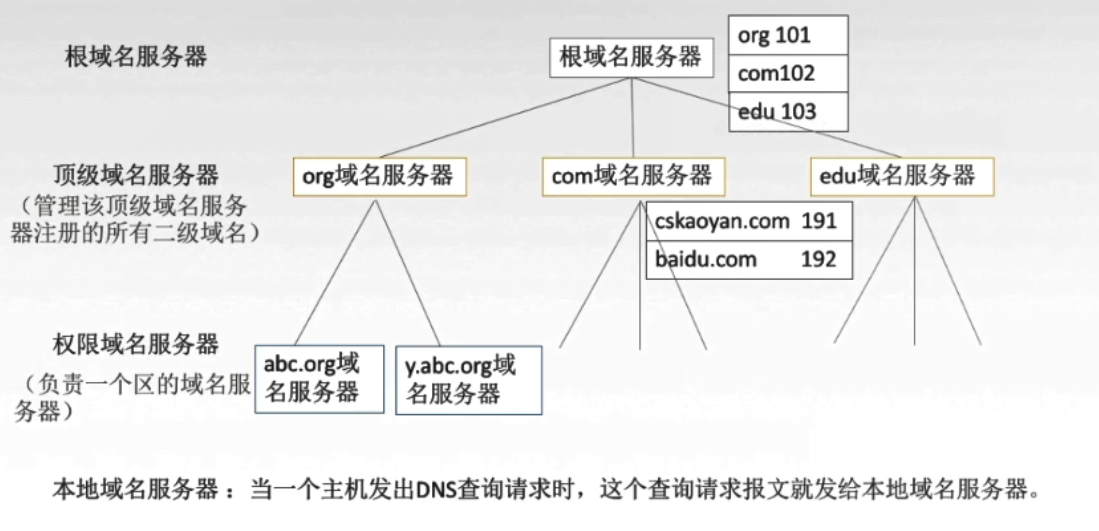 根域名服务器
根域名服务器
org 101
com102
edu 103
顶级域名服务器
（管理该顶级域名服务
器注册的所有二级域名）
org域名服务器
com域名服务器
edu域名服务器
cskaoyan.com 191
baidu.com 192
权限域名服务器
（负责一个区的域名服
务器）
abc.org域
名服务器
y.abc.org域
名服务器
本地域名服务器：当一个主机发出DNS查询请求时，这个查询请求报文就发给本地域名服务器。